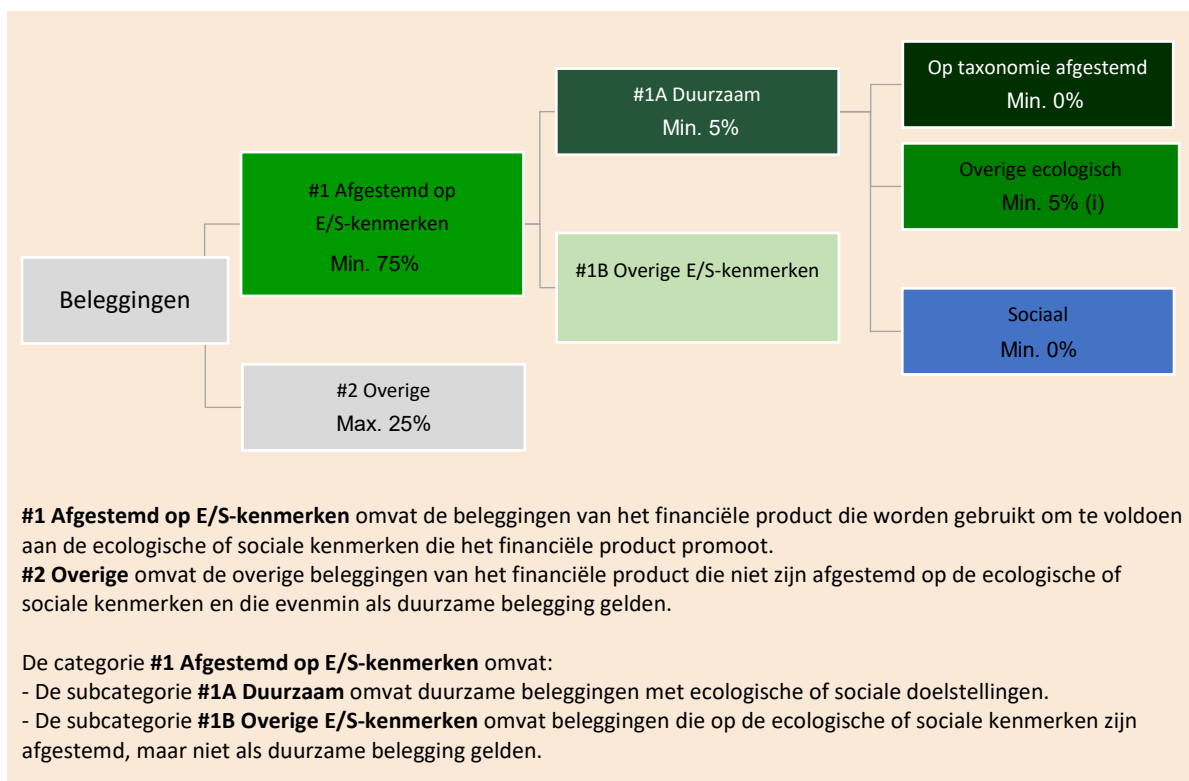 Beleggingen
#1 Afgestemd op
E/S-kenmerken
Min. 75%
#2 Overige
Max. 25%
#1A Duurzaam
Min. 5%
#1B Overige E/S-kenmerken
Op taxonomie afgestemd
Min. 0%
Overige ecologisch
Min. 5% (i)
Sociaal
Min. 0%
#1 Afgestemd op E/S-kenmerken omvat de beleggingen van het financiële product die worden gebruikt om te voldoen
aan de ecologische of sociale kenmerken die het financiële product promoot.
#2 Overige omvat de overige beleggingen van het financiële product die niet zijn afgestemd op de ecologische of
sociale kenmerken en die evenmin als duurzame belegging gelden.
De categorie #1 Afgestemd op E/S-kenmerken omvat:
- De subcategorie #1A Duurzaam omvat duurzame beleggingen met ecologische of sociale doelstellingen.
- De subcategorie #1B Overige E/S-kenmerken omvat beleggingen die op de ecologische of sociale kenmerken zijn
afgestemd, maar niet als duurzame belegging gelden.